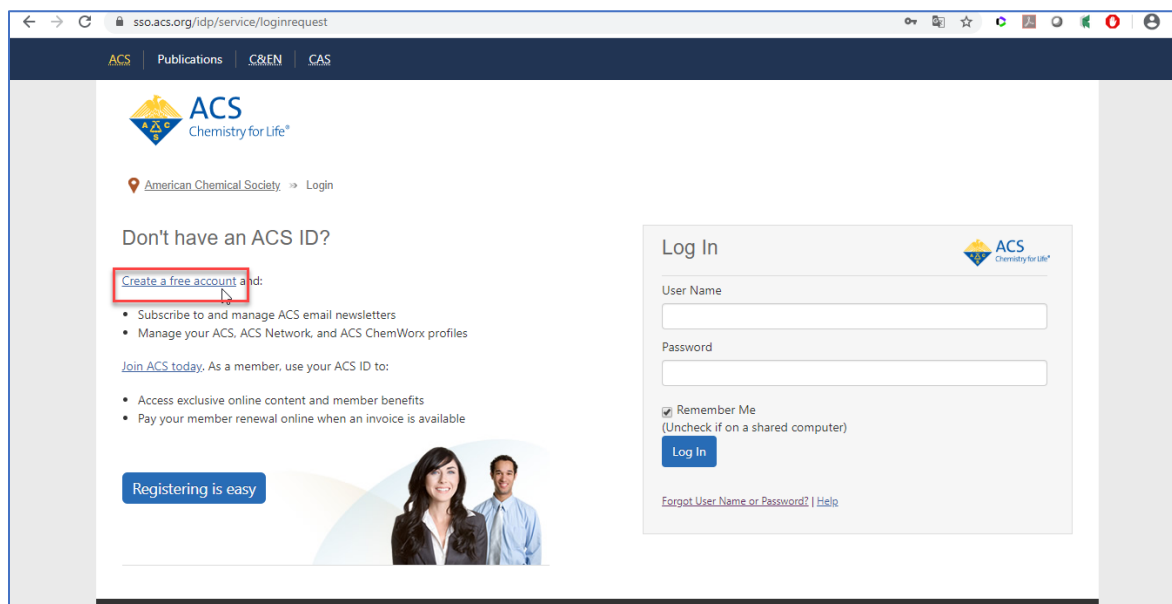 sso.acs.org/idp/service/loginrequest
ACS Publications C&EN CAS
ACS
Chemistry for Life®
A C S
American Chemical Society » Login
Don't have an ACS ID?
Create a free account and:
• Subscribe to and manage ACS email newsletters
• Manage your ACS, ACS Network, and ACS ChemWorx profiles
Join ACS today. As a member, use your ACS ID to:
• Access exclusive online content and member benefits
• Pay your member renewal online when an invoice is available
Registering is easy
Log In
ACS
Chemistry for Life®
User Name
Password
Remember Me
(Uncheck if on a shared computer)
Log In
Forgot User Name or Password? | Help